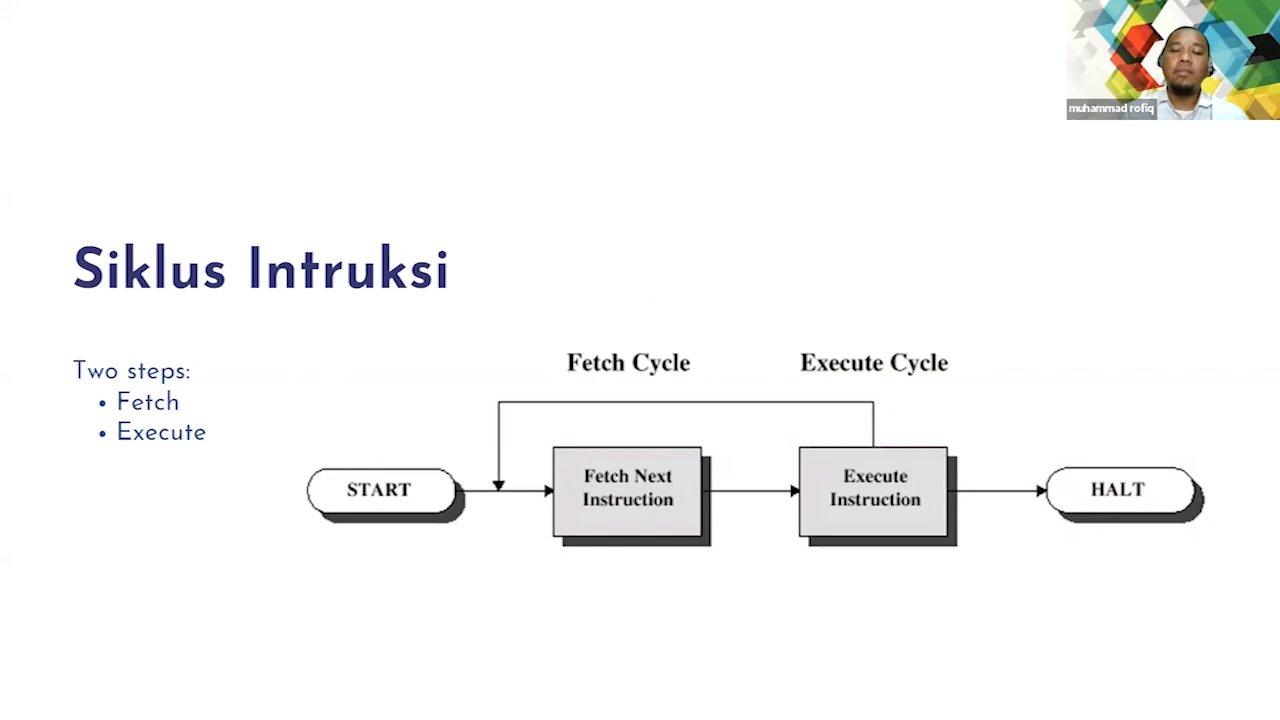 muhammad rofiq
Siklus Intruksi
Two steps:
• Fetch
• Execute
Fetch Cycle
Execute Cycle
START
Fetch Next
Instruction
Execute
Instruction
HALT